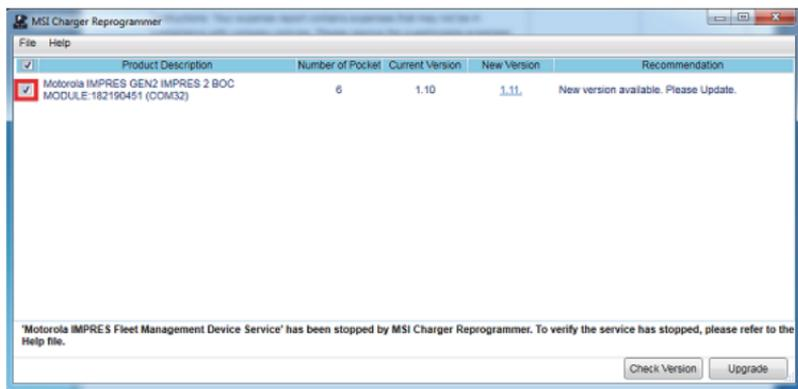 MSI Charger Reprogrammer
File Help
Product Description Number of Pocket Current Version New Version Recommendation
Motorola IMPRES GEN2 IMPRES 2 BOC
MODULE:182190451 (COM32) 6 1.10 1.11. New version available. Please Update.
'Motorola IMPRES Fleet Management Device Service' has been stopped by MSI Charger Reprogrammer. To verify the service has stopped, please refer to the
Help file.
Check Version Upgrade